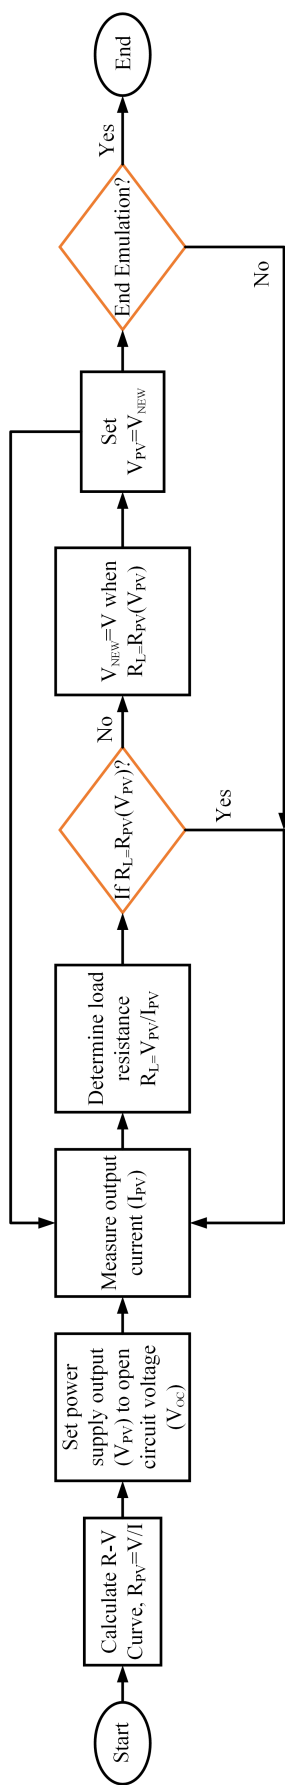 Start
Calculate R-V
Curve, RPV=V/I
Set power
supply output
(VPV) to open
circuit voltage
(VOC)
Measure output
current (IPV)
Determine load
resistance
RL=VPV/IPV
If RL=RPV(VPV)?
No
Yes
VNEW=V when
RL=RPV(VPV)
Set
VPV=VNEW
End Emulation?
Yes
No
End